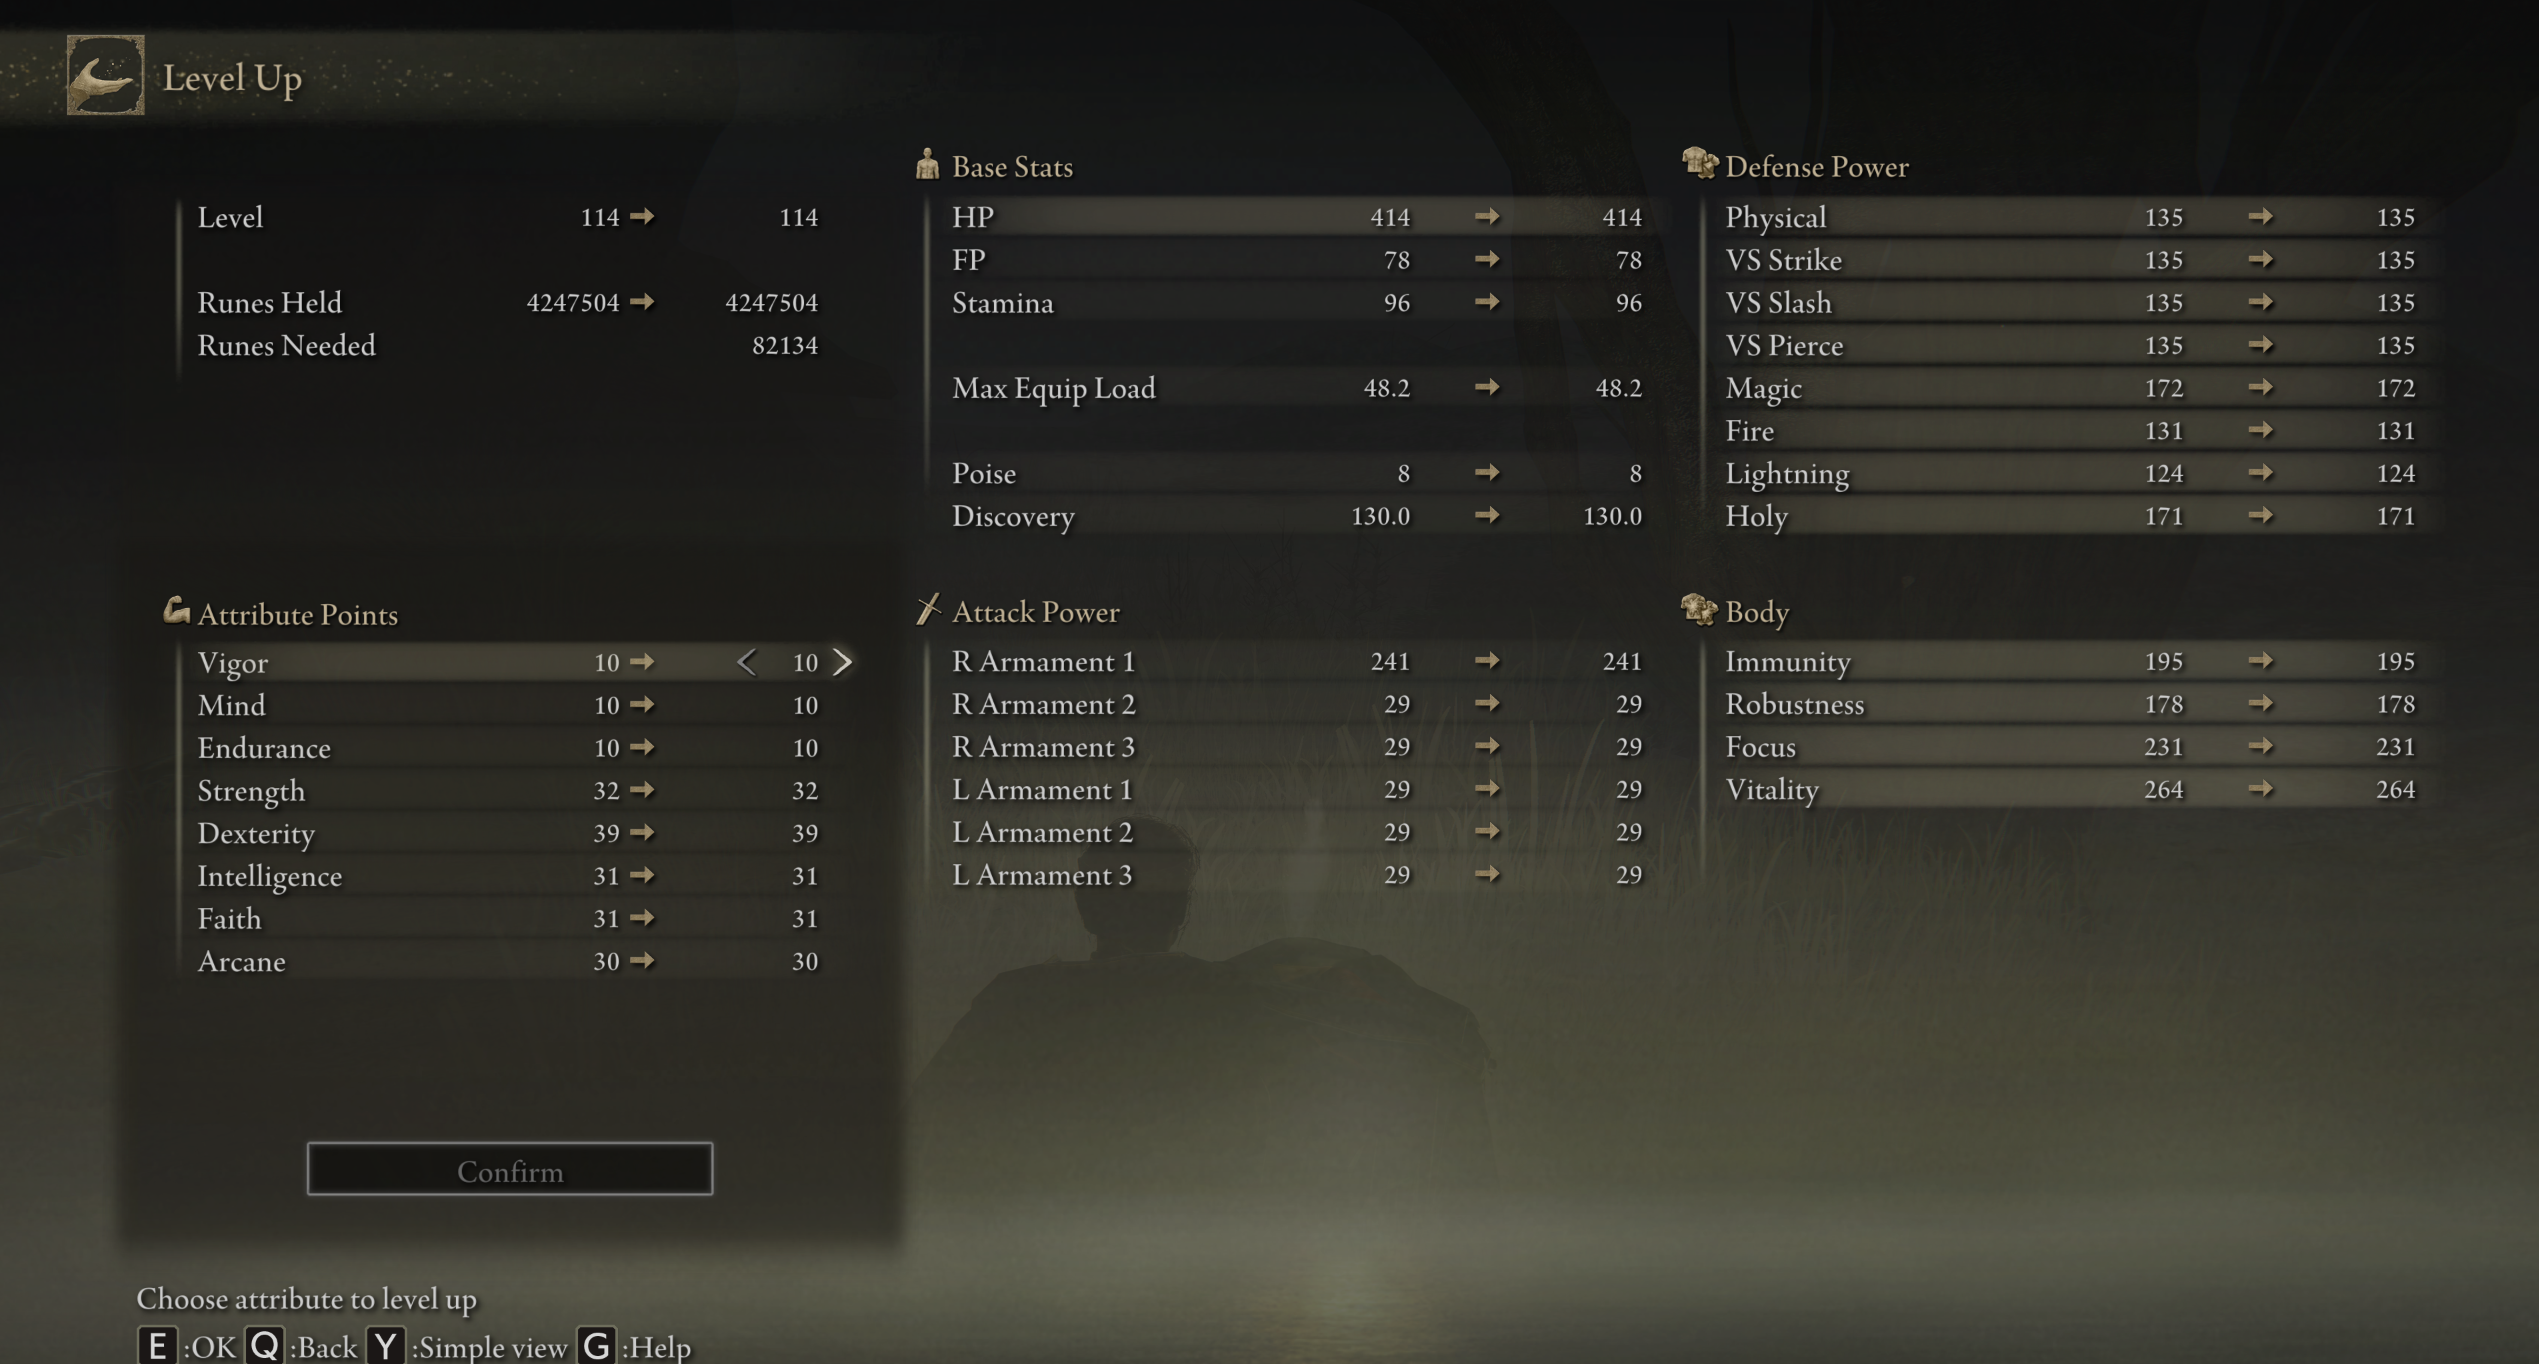 Level Up
Level 114 114
Runes Held 4247504 4247504
Runes Needed 82134
Attribute Points
Vigor 10 10
Mind 10 10
Endurance 10 10
Strength 32 32
Dexterity 39 39
Intelligence 31 31
Faith 31 31
Arcane 30 30
Confirm
Base Stats
HP 414 414
FP 78 78
Stamina 96 96
Max Equip Load 48.2 48.2
Poise 8 8
Discovery 130.0 130.0
Attack Power
R Armament 1 241 241
R Armament 2 29 29
R Armament 3 29 29
L Armament 1 29 29
L Armament 2 29 29
L Armament 3 29 29
Defense Power
Physical 135 135
VS Strike 135 135
VS Slash 135 135
VS Pierce 135 135
Magic 172 172
Fire 131 131
Lightning 124 124
Holy 171 171
Body
Immunity 195 195
Robustness 178 178
Focus 231 231
Vitality 264 264
Choose attribute to level up
E :OK Q :Back Y :Simple view G :Help